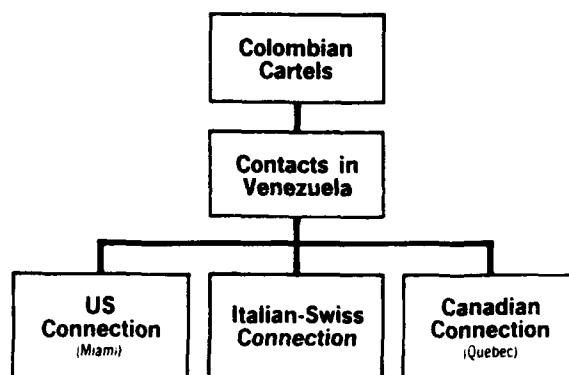 Colombian
Cartels
Contacts in
Venezuela
US
Connection
(Miami)
Italian-Swiss
Connection
Canadian
Connection
(Quebec)